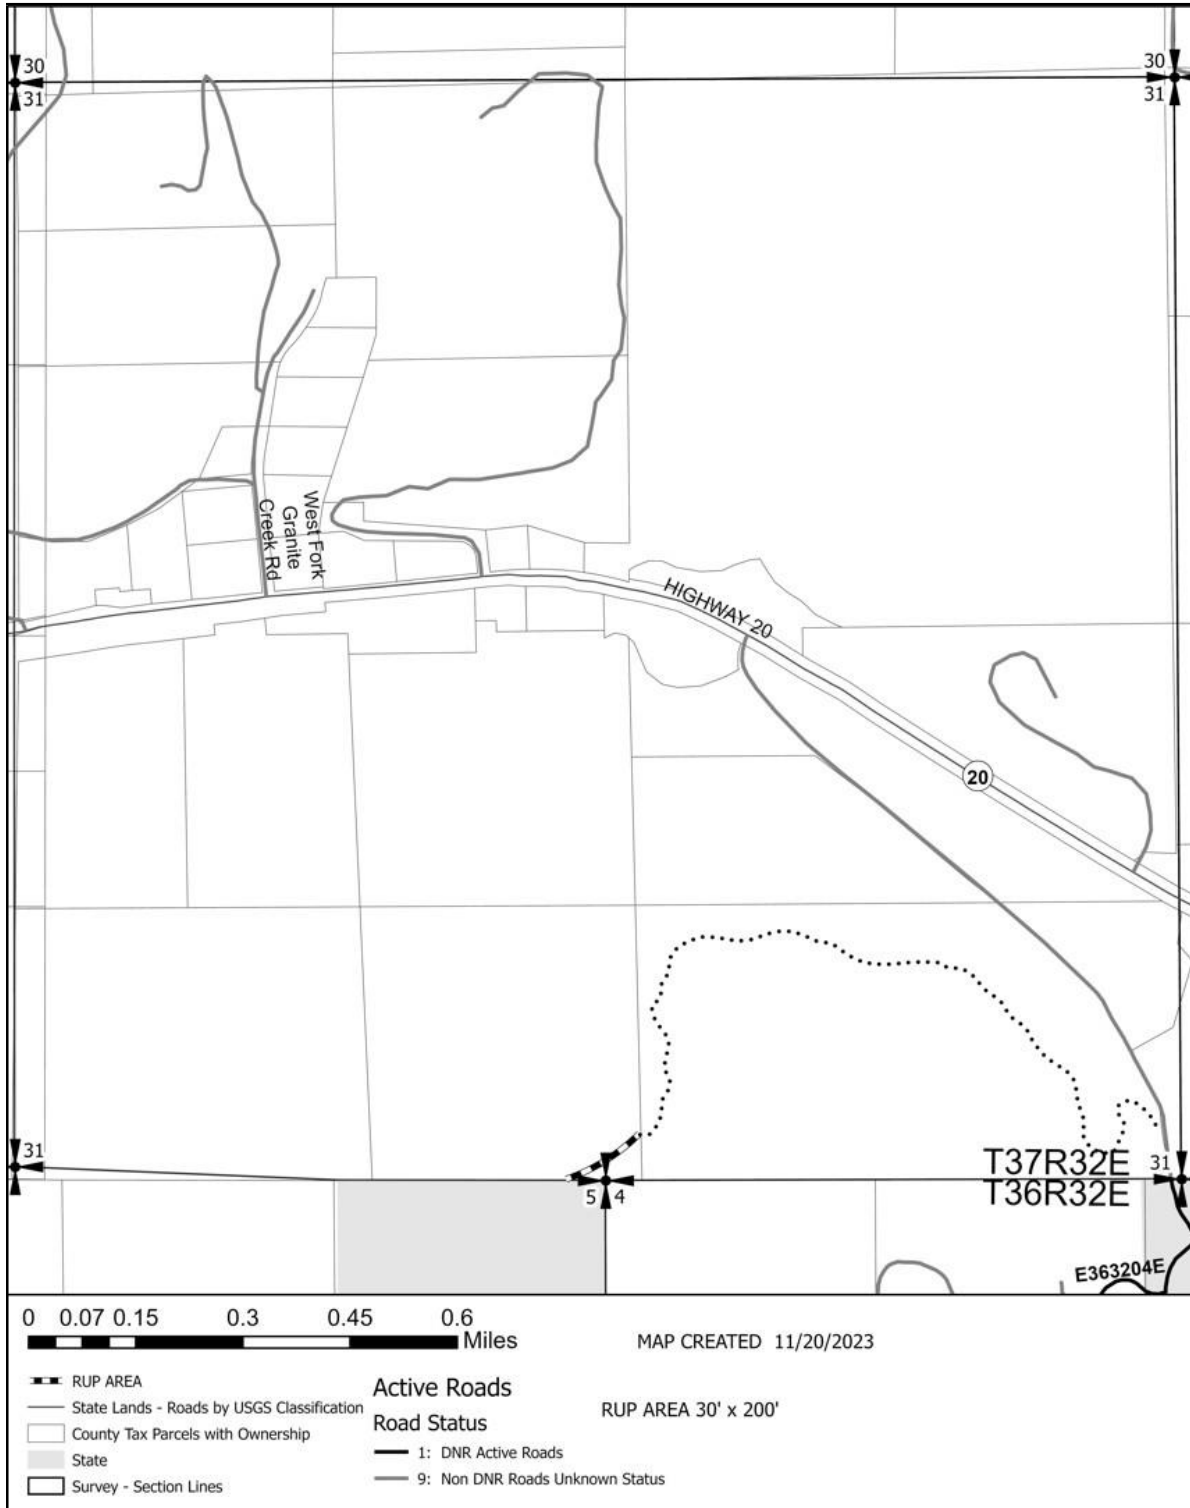 30
31
30
31
West Fork
Granite
Creek Rd
HIGHWAY 20
20
31
5
4
T37R32E
31
T36R32E
E363204E
0 0.07 0.15 0.3 0.45 0.6
Miles
MAP CREATED 11/20/2023
RUP AREA
State Lands - Roads by USGS Classification
County Tax Parcels with Ownership
State
Survey - Section Lines
Active Roads
Road Status
1: DNR Active Roads
9: Non DNR Roads Unknown Status
RUP AREA 30' x 200'